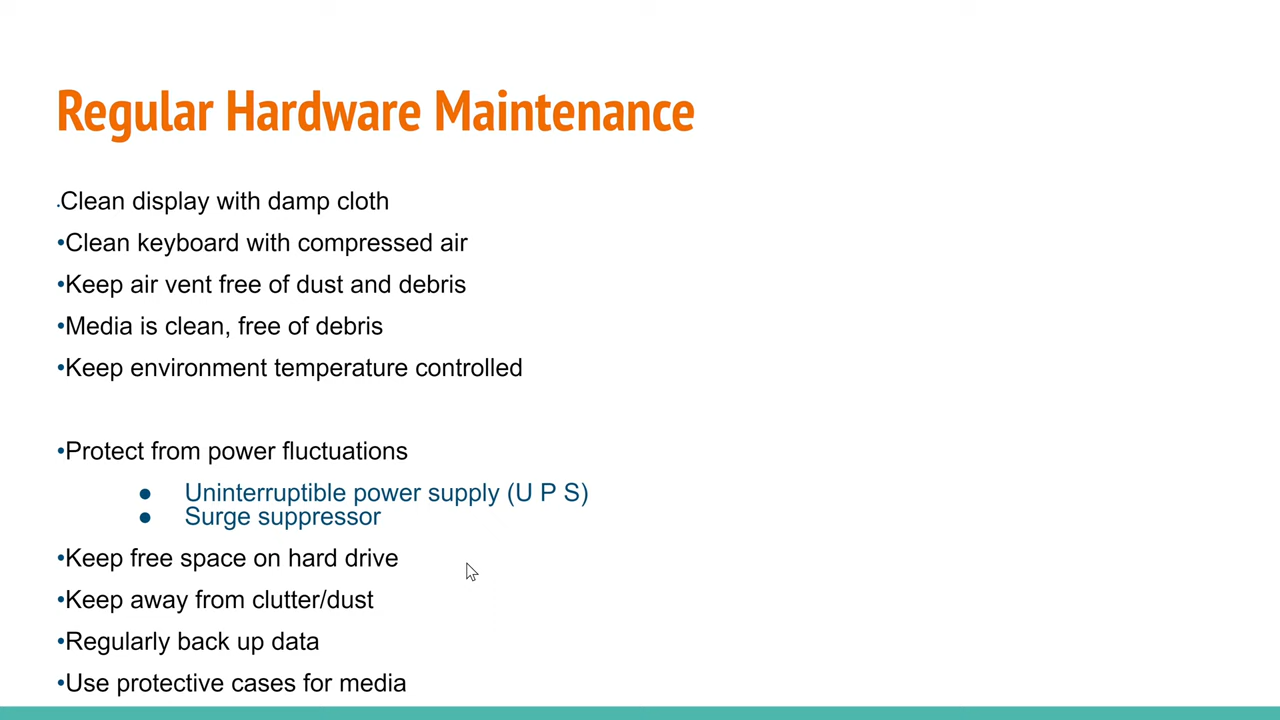 Regular Hardware Maintenance
•Clean display with damp cloth
•Clean keyboard with compressed air
•Keep air vent free of dust and debris
•Media is clean, free of debris
•Keep environment temperature controlled
•Protect from power fluctuations
● Uninterruptible power supply (U P S)
● Surge suppressor
•Keep free space on hard drive
•Keep away from clutter/dust
•Regularly back up data
•Use protective cases for media